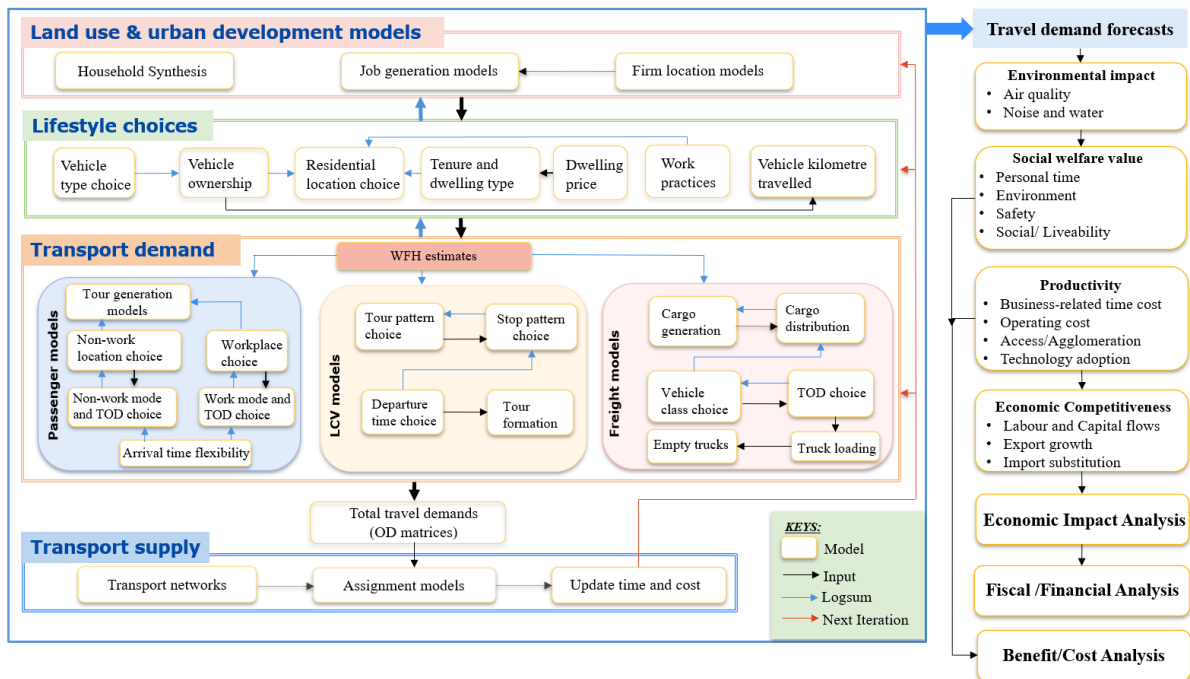 Land use & urban development models
Household Synthesis
Job generation models
Firm location models
Lifestyle choices
Vehicle
type choice
Vehicle
ownership
Residential
location choice
Tenure and
dwelling type
Dwelling
price
Work
practices
Vehicle kilometre
travelled
Transport demand
WFH estimates
Passenger models
Tour generation
models
Non-work
location choice
Workplace
choice
Non-work mode
and TOD choice
Work mode and
TOD choice
Arrival time flexibility
LCV models
Tour pattern
choice
Stop pattern
choice
Departure
time choice
Tour
formation
Freight models
Cargo
generation
Cargo
distribution
Vehicle
class choice
TOD choice
Empty trucks
Truck loading
Total travel demands
(OD matrices)
Transport supply
Transport networks
Assignment models
Update time and cost
KEYS:
Model
Input
Logsum
Next Iteration
Travel demand forecasts
Environmental impact
• Air quality
• Noise and water
Social welfare value
• Personal time
• Environment
• Safety
• Social/ Liveability
Productivity
• Business-related time cost
• Operating cost
• Access/Agglomeration
• Technology adoption
Economic Competitiveness
• Labour and Capital flows
• Export growth
• Import substitution
Economic Impact Analysis
Fiscal /Financial Analysis
Benefit/Cost Analysis